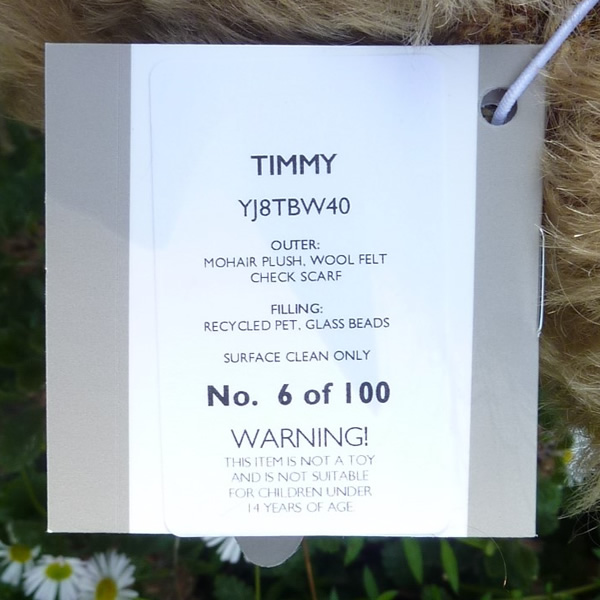 TIMMY
YJ8TBW40
OUTER:
MOHAIR PLUSH, WOOL FELT
CHECK SCARF
FILLING:
RECYCLED PET, GLASS BEADS
SURFACE CLEAN ONLY
No. 6 of 100
WARNING!
THIS ITEM IS NOT A TOY
AND IS NOT SUITABLE
FOR CHILDREN UNDER
14 YEARS OF AGE